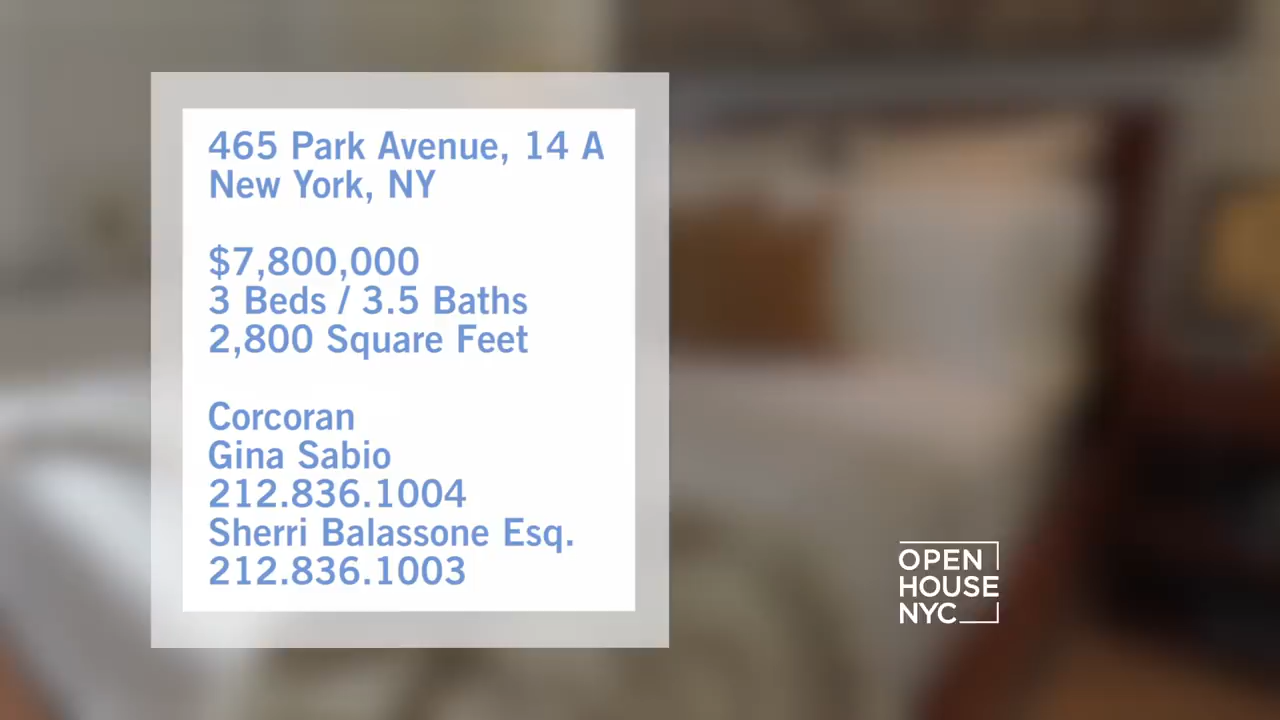 465 Park Avenue, 14 A
New York, NY
$7,800,000
3 Beds / 3.5 Baths
2,800 Square Feet
Corcoran
Gina Sabio
212.836.1004
Sherri Balassone Esq.
212.836.1003
OPEN
HOUSE
NYC